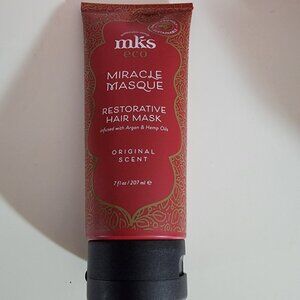 mks
eco
MIRACLE
MASQUE
RESTORATIVE
HAIR MASK
infused with Argan & Hemp Oils
ORIGINAL
SCENT
7 fl oz / 207 ml e